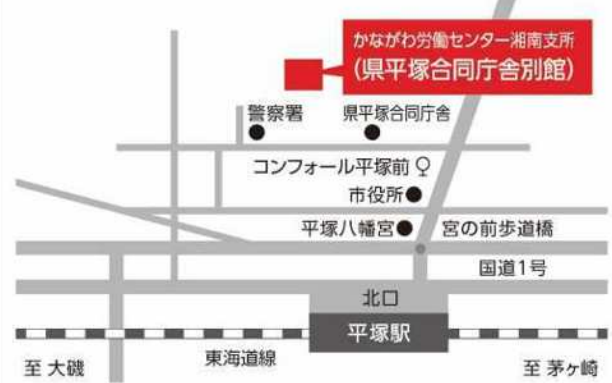 かながわ労働センター湘南支所
(県平塚合同庁舎別館)
警察署
県平塚合同庁舎
コンフォール平塚前
市役所
平塚八幡宮
宮の前歩道橋
国道1号
北口
平塚駅
至 大磯
東海道線
至 茅ヶ崎